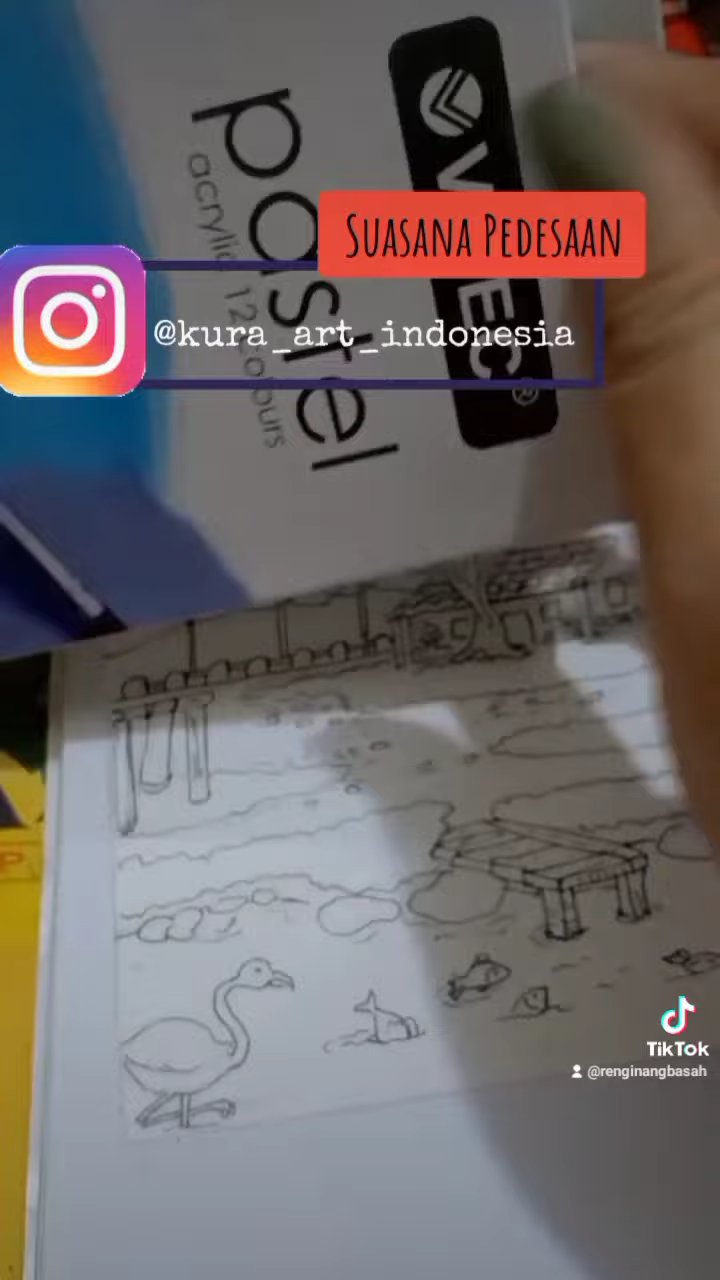 pastel
acrylic 12 colours
SUASANA PEDESAAN
@kura_art_indonesia
TikTok
@renginangbasah